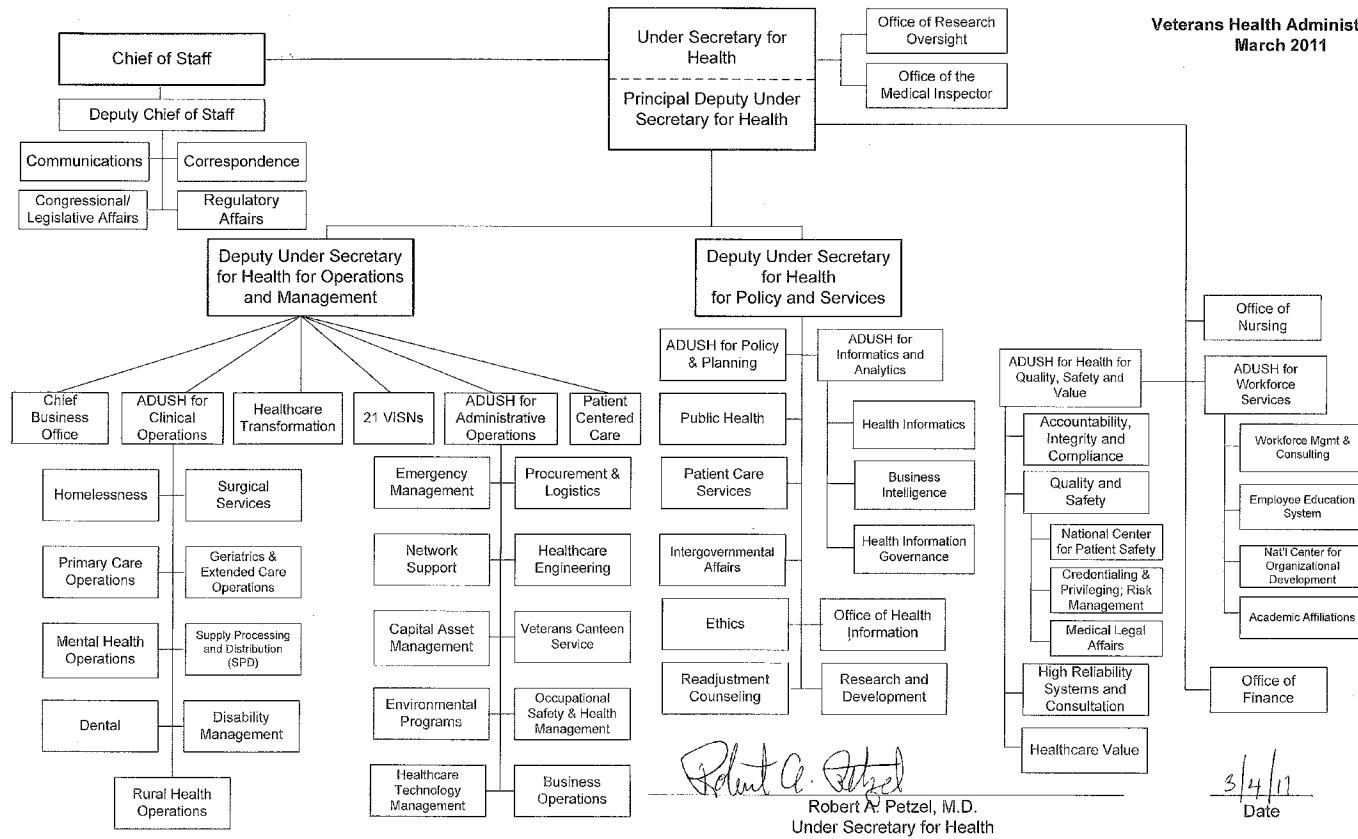 Veterans Health Administ
March 2011
Under Secretary for
Health
Principal Deputy Under
Secretary for Health
Office of Research
Oversight
Office of the
Medical Inspector
Chief of Staff
Deputy Chief of Staff
Communications
Correspondence
Congressional/
Legislative Affairs
Regulatory
Affairs
Deputy Under Secretary
for Health for Operations
and Management
Deputy Under Secretary
for Health
for Policy and Services
Chief
Business
Office
ADUSH for
Clinical
Operations
Healthcare
Transformation
21 VISNs
ADUSH for
Administrative
Operations
Patient
Centered
Care
Homelessness
Surgical
Services
Primary Care
Operations
Geriatrics &
Extended Care
Operations
Mental Health
Operations
Supply Processing
and Distribution
(SPD)
Dental
Disability
Management
Rural Health
Operations
Emergency
Management
Procurement &
Logistics
Network
Support
Healthcare
Engineering
Capital Asset
Management
Veterans Canteen
Service
Environmental
Programs
Occupational
Safety & Health
Management
Healthcare
Technology
Management
Business
Operations
ADUSH for Policy
& Planning
ADUSH for
Informatics and
Analytics
Public Health
Health Informatics
Patient Care
Services
Business
Intelligence
Intergovernmental
Affairs
Health Information
Governance
Ethics
Office of Health
Information
Readjustment
Counseling
Research and
Development
ADUSH for Health for
Quality, Safety and
Value
Accountability,
Integrity and
Compliance
Quality and
Safety
National Center
for Patient Safety
Credentialing &
Privileging; Risk
Management
Medical Legal
Affairs
High Reliability
Systems and
Consultation
Healthcare Value
Office of
Nursing
ADUSH for
Workforce
Services
Workforce Mgmt &
Consulting
Employee Education
System
Nat'l Center for
Organizational
Development
Academic Affiliations
Office of
Finance
Robert A. Petzel
Robert A. Petzel, M.D.
Under Secretary for Health
3/4/11
Date